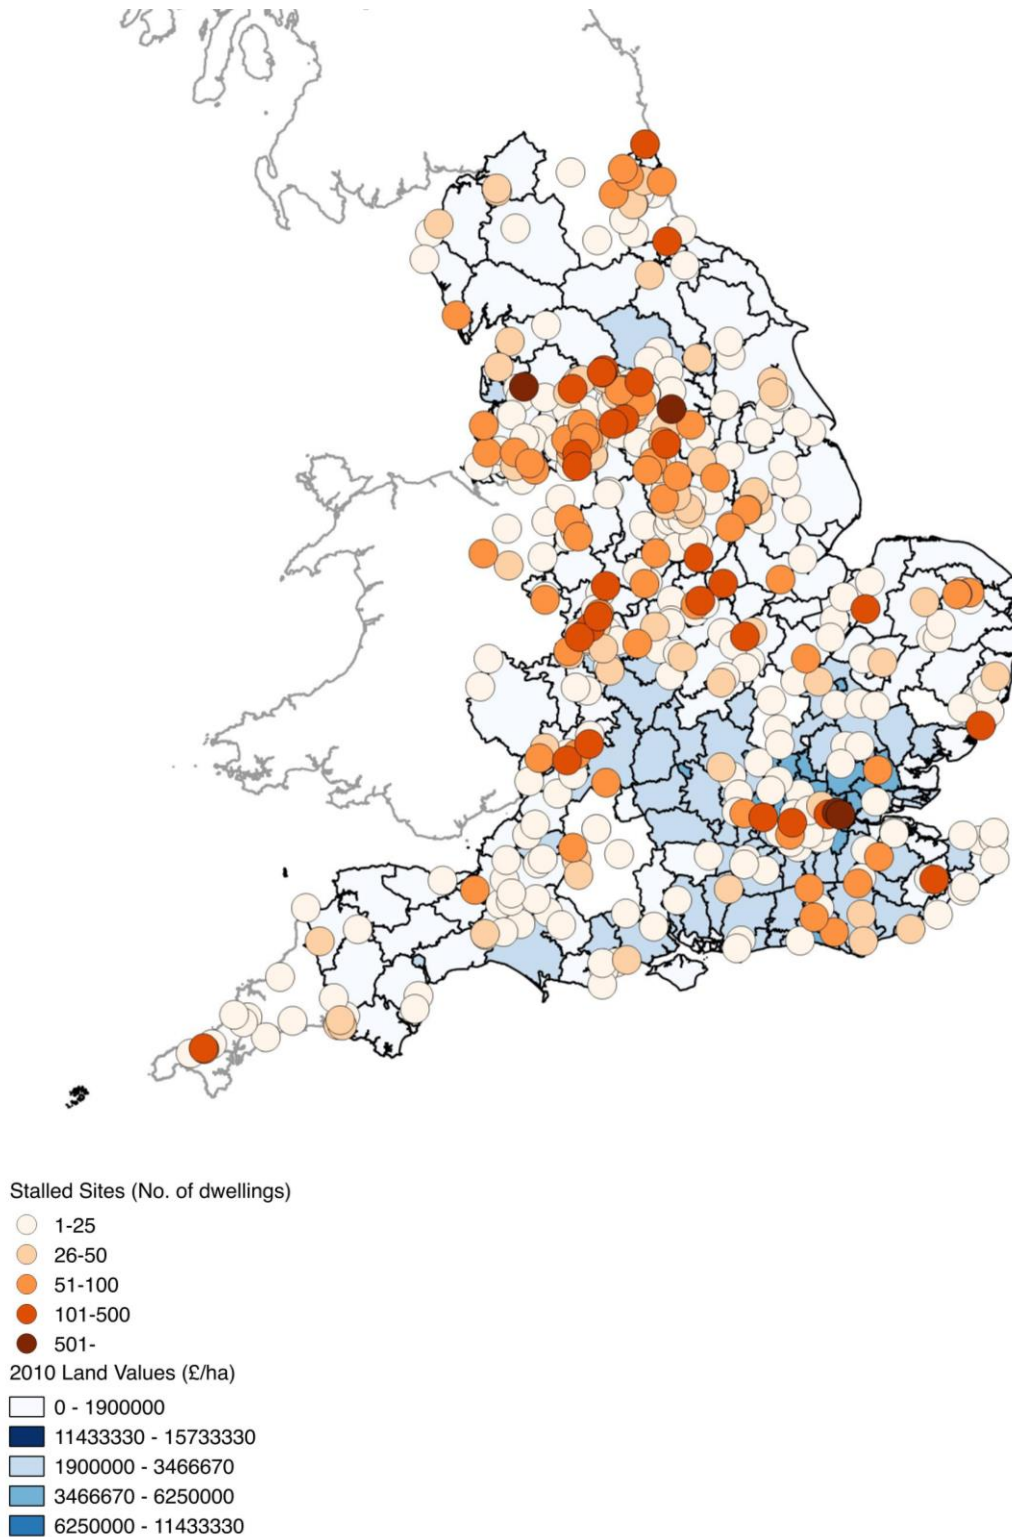 Stalled Sites (No. of dwellings)
1-25
26-50
51-100
101-500
501-
2010 Land Values (£/ha)
0 - 1900000
11433330 - 15733330
1900000 - 3466670
3466670 - 6250000
6250000 - 11433330